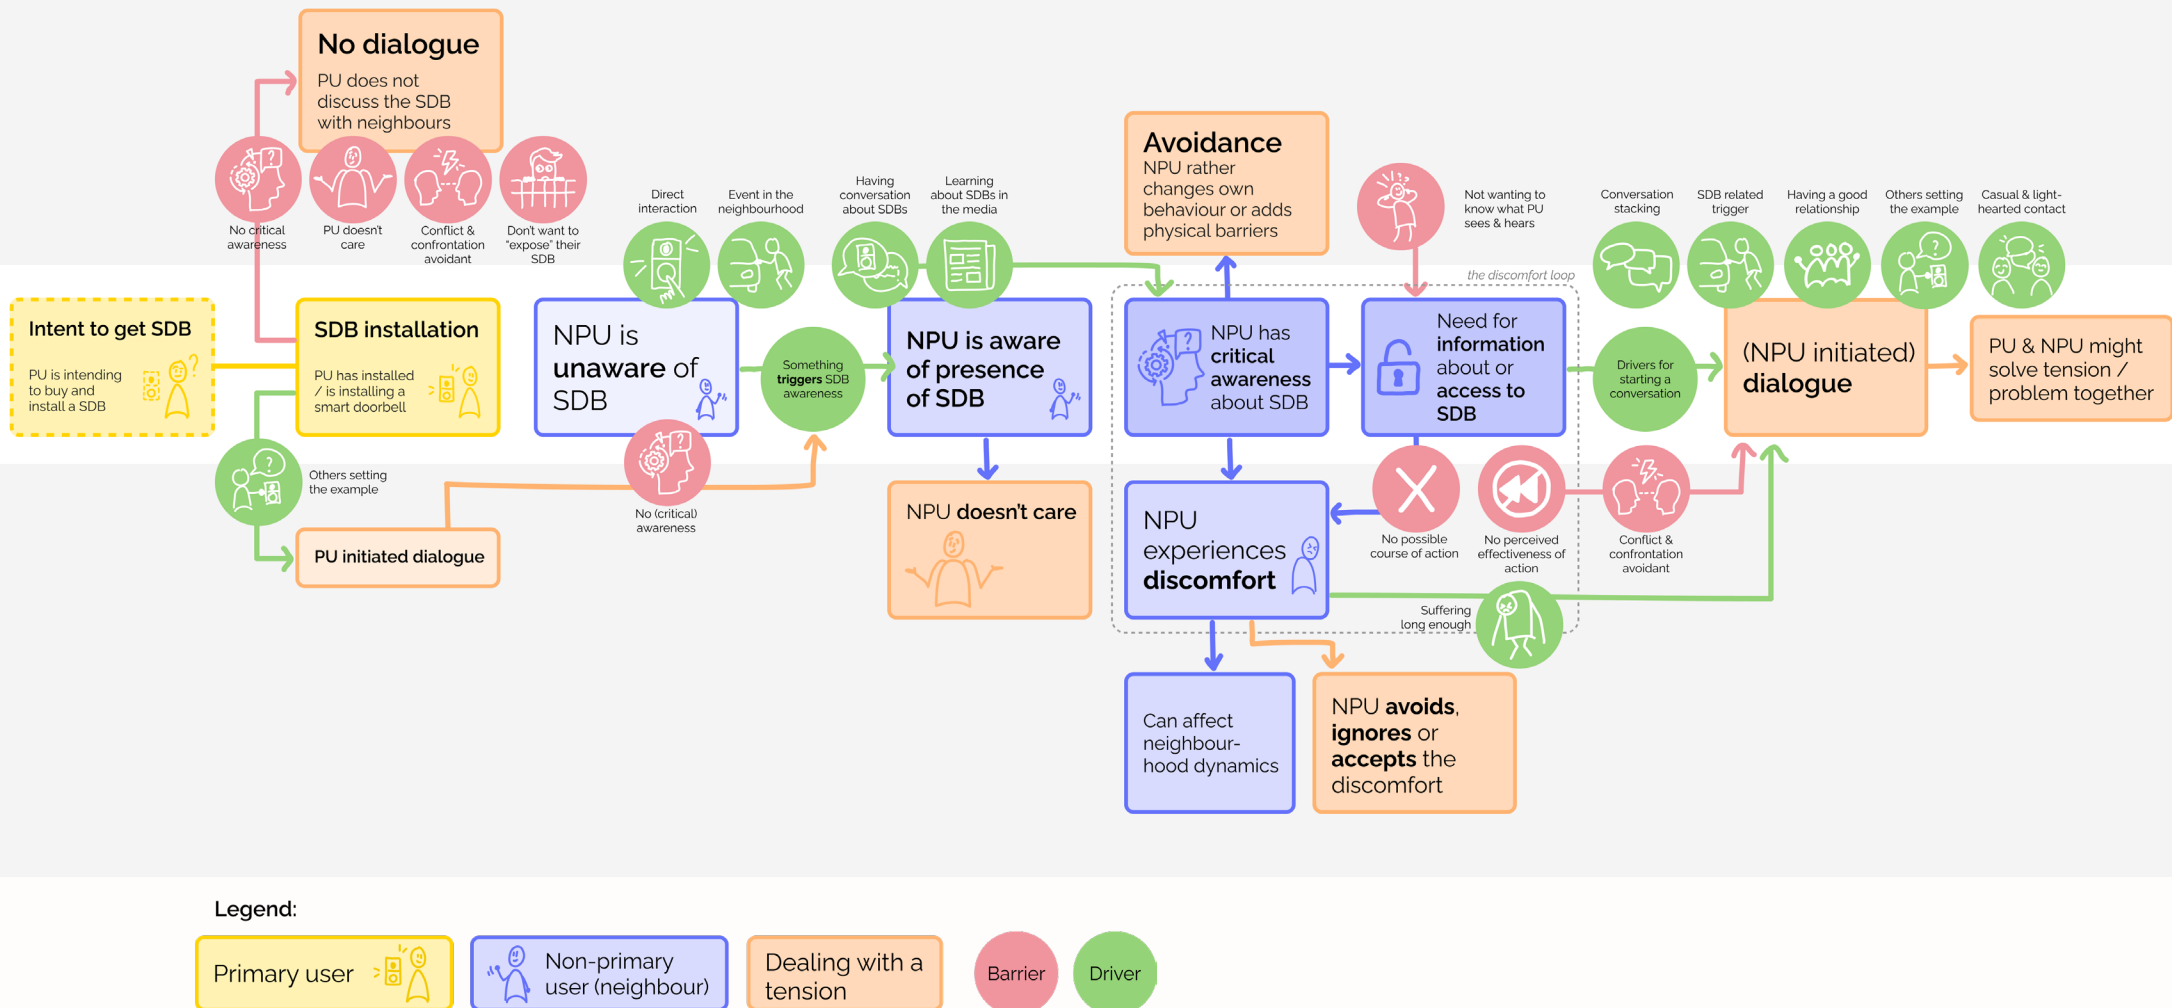 No dialogue
PU does not
discuss the SDB
with neighbours
No critical
awareness
PU doesn't
care
Conflict &
confrontation
avoidant
Don't want to
"expose" their
SDB
Intent to get SDB
PU is intending
to buy and
install a SDB
SDB installation
PU has installed
/ is installing a
smart doorbell
Others setting
the example
PU initiated dialogue
Direct
interaction
Event in the
neighbourhood
NPU is
unaware of
SDB
Something
triggers SDB
awareness
No (critical)
awareness
Having
conversation
about SDBs
Learning
about SDBs in
the media
NPU is aware
of presence
of SDB
NPU doesn't care
Avoidance
NPU rather
changes own
behaviour or adds
physical barriers
Not wanting to
know what PU
sees & hears
the discomfort loop
NPU has
critical
awareness
about SDB
Need for
information
about or
access to
SDB
NPU
experiences
discomfort
No possible
course of action
No perceived
effectiveness of
action
Conflict &
confrontation
avoidant
Suffering
long enough
Can affect
neighbour-
hood dynamics
NPU avoids,
ignores or
accepts the
discomfort
Conversation
stacking
SDB related
trigger
Having a good
relationship
Others setting
the example
Casual & light-
hearted contact
Drivers for
starting a
conversation
(NPU initiated)
dialogue
PU & NPU might
solve tension /
problem together
Legend:
Primary user
Non-primary
user (neighbour)
Dealing with a
tension
Barrier
Driver